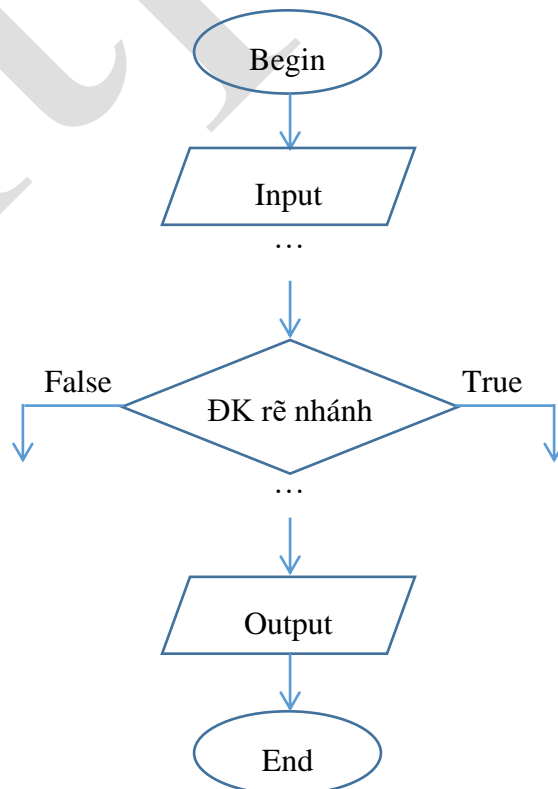 Begin
Input
…
False
True
ĐK rẽ nhánh
…
Output
End